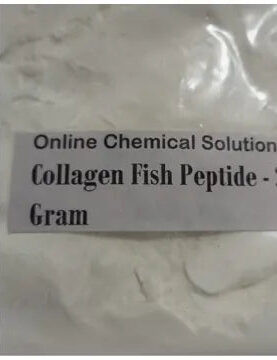 Online Chemical Solution
Collagen Fish Peptide -
Gram